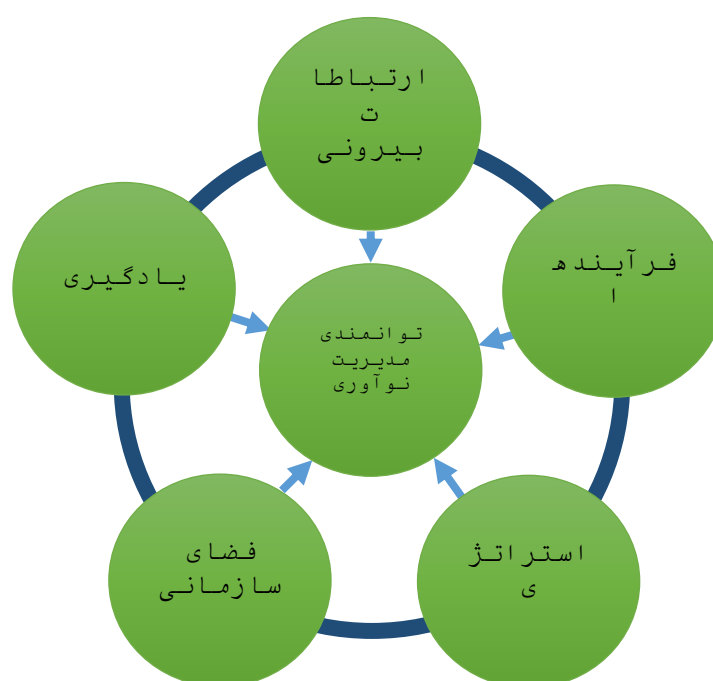 ارتباطا
ت
بیرونی
فرآینده
ا
یادگیری
توانمندی
مدیریت
نوآوری
فضای
سازمانی
استراتژ
ی